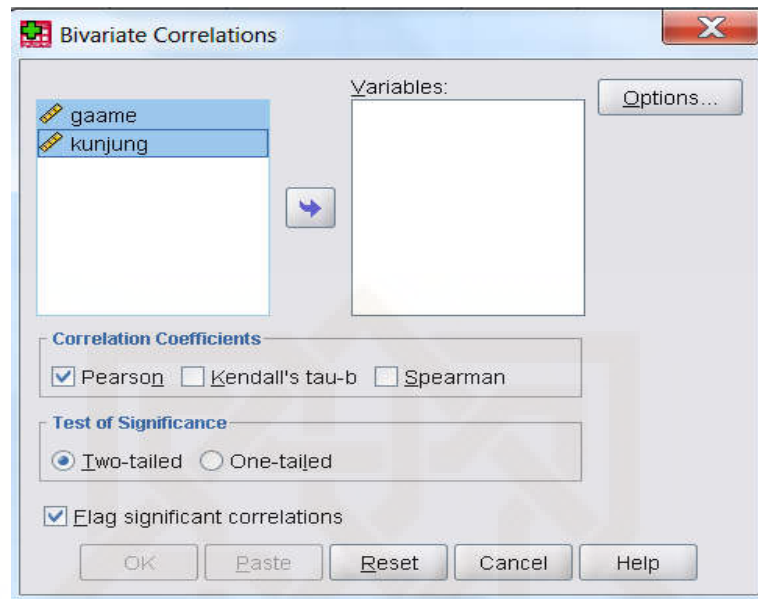 Bivariate Correlations
Variables:
Options...
gaame
kunjung
Correlation Coefficients
Pearson Kendall's tau-b Spearman
Test of Significance
Two-tailed One-tailed
Flag significant correlations
OK Paste Reset Cancel Help